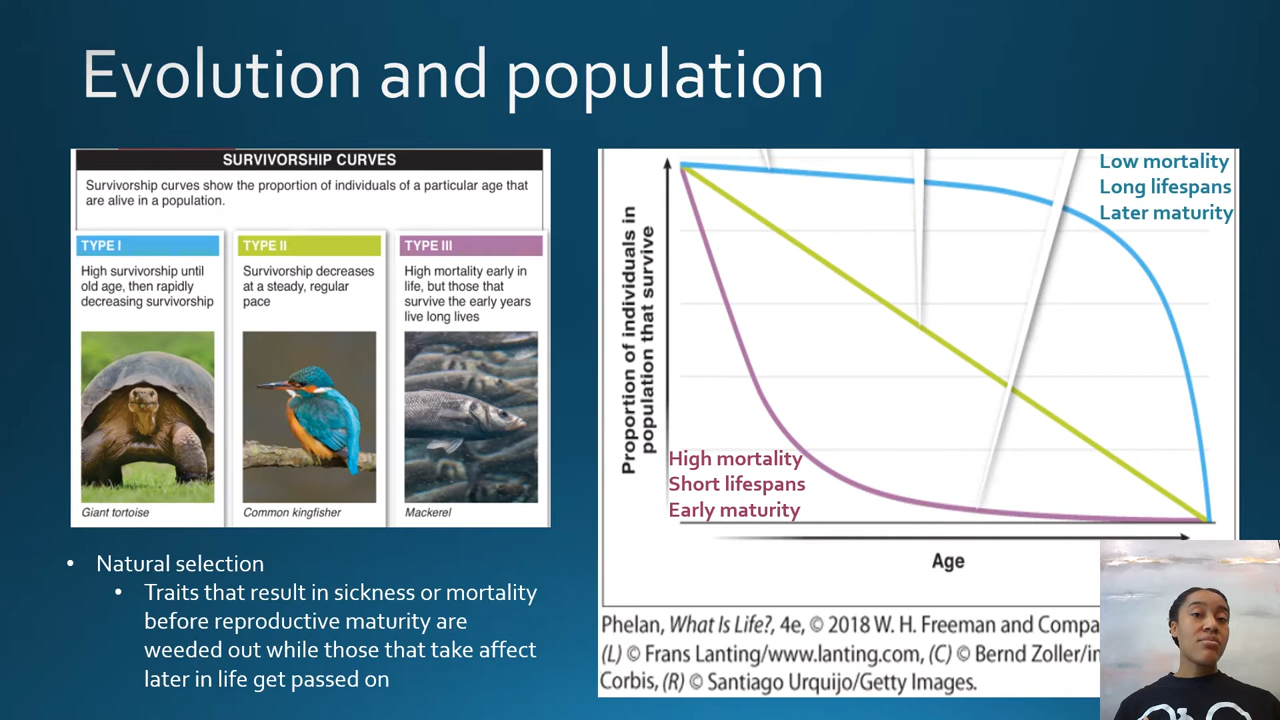 Evolution and population
SURVIVORSHIP CURVES
Survivorship curves show the proportion of individuals of a particular age that
are alive in a population.
TYPE I
High survivorship until
old age, then rapidly
decreasing survivorship
Giant tortoise
TYPE II
Survivorship decreases
at a steady, regular
pace
Common kingfisher
TYPE III
High mortality early in
life, but those that
survive the early years
live long lives
Mackerel
• Natural selection
• Traits that result in sickness or mortality
before reproductive maturity are
weeded out while those that take affect
later in life get passed on
Proportion of individuals in
population that survive
Low mortality
Long lifespans
Later maturity
High mortality
Short lifespans
Early maturity
Age
Phelan, What Is Life?, 4e, © 2018 W. H. Freeman and
(L) © Frans Lanting/www.lanting.com, (C) © Bernd
Corbis, (R) © Santiago Urquijo/Getty Images.